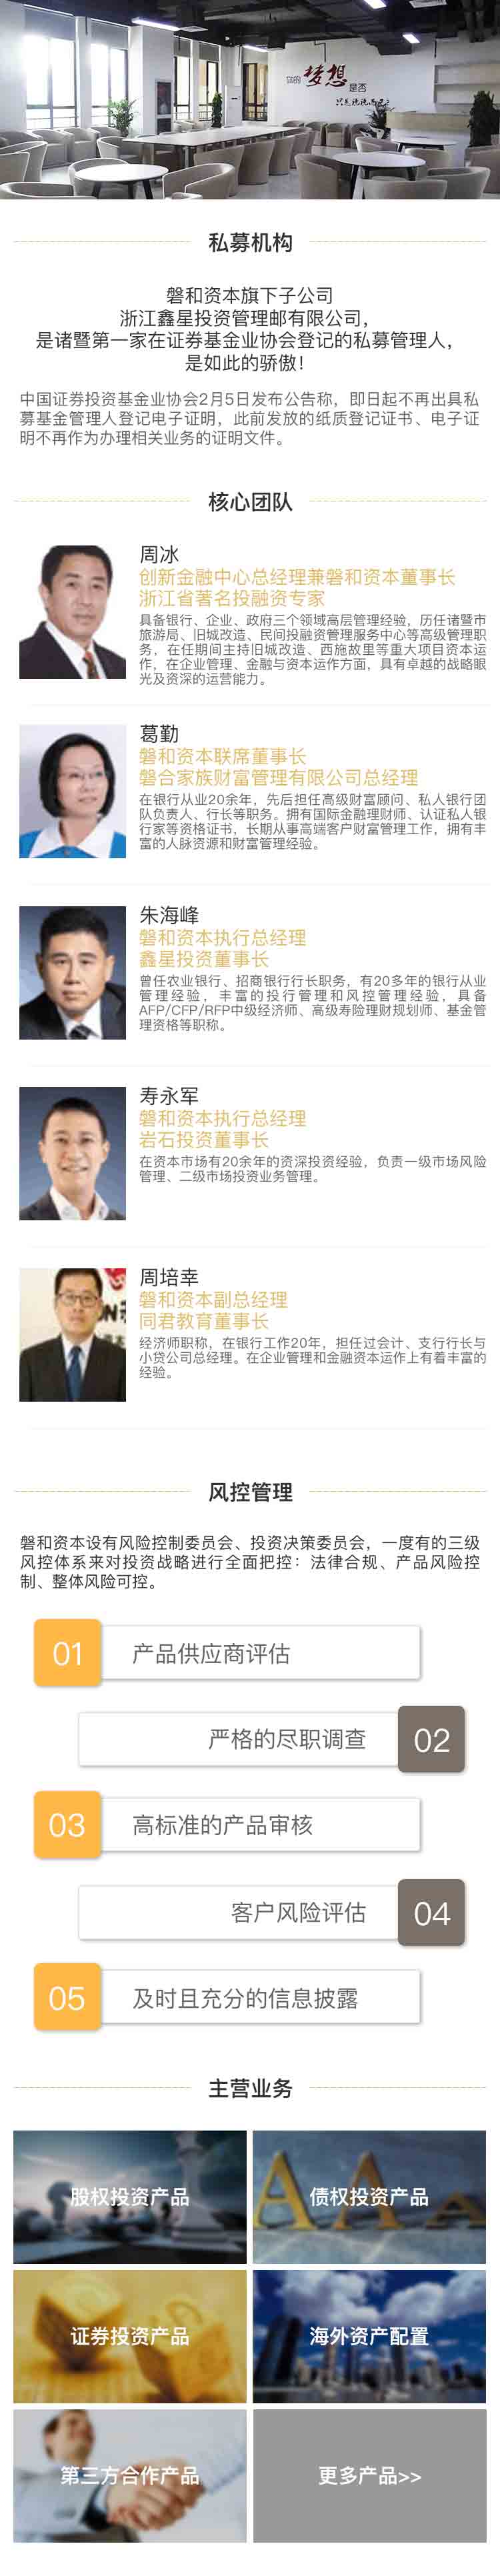 你的 梦想 是否
私募机构
磐和资本旗下子公司
浙江鑫星投资管理邮有限公司，
是诸暨第一家在证券基金业协会登记的私募管理人，
是如此的骄傲！
中国证券投资基金业协会2月5日发布公告称，即日起不再出具私
募基金管理人登记电子证明，此前发放的纸质登记证书、电子证
明不再作为办理相关业务的证明文件。
核心团队
周冰
创新金融中心总经理兼磐和资本董事长
浙江省著名投融资专家
具备银行、企业、政府三个领域高层管理经验，历任诸暨市
旅游局、旧城改造、民间投融资管理服务中心等高级管理职
务，在任期间主持旧城改造、西施故里等重大项目资本运
作，在企业管理、金融与资本运作方面，具有卓越的战略眼
光及资深的运营能力。
葛勤
磐和资本联席董事长
磐合家族财富管理有限公司总经理
在银行从业20余年，先后担任高级财富顾问、私人银行团
队负责人、行长等职务。拥有国际金融理财师、认证私人银
行家等资格证书，长期从事高端客户财富管理工作，拥有丰
富的人脉资源和财富管理经验。
朱海峰
磐和资本执行总经理
鑫星投资董事长
曾任农业银行、招商银行行长职务，有20多年的银行从业
管理经验，丰富的投行管理和风控管理经验，具备
AFP/CFP/RFP中级经济师、高级寿险理财规划师、基金管
理资格等职称。
寿永军
磐和资本执行总经理
岩石投资董事长
在资本市场有20余年的资深投资经验，负责一级市场风险
管理、二级市场投资业务管理。
周培幸
磐和资本副总经理
同君教育董事长
经济师职称，在银行工作20年，担任过会计、支行行长与
小贷公司总经理。在企业管理和金融资本运作上有着丰富的
经验。
风控管理
磐和资本设有风险控制委员会、投资决策委员会，一度有的三级
风控体系来对投资战略进行全面把控：法律合规、产品风险控
制、整体风险可控。
01 产品供应商评估
严格的尽职调查 02
03 高标准的产品审核
客户风险评估 04
05 及时且充分的信息披露
主营业务
股权投资产品 债权投资产品
证券投资产品 海外资产配置
第三方合作产品 更多产品>>